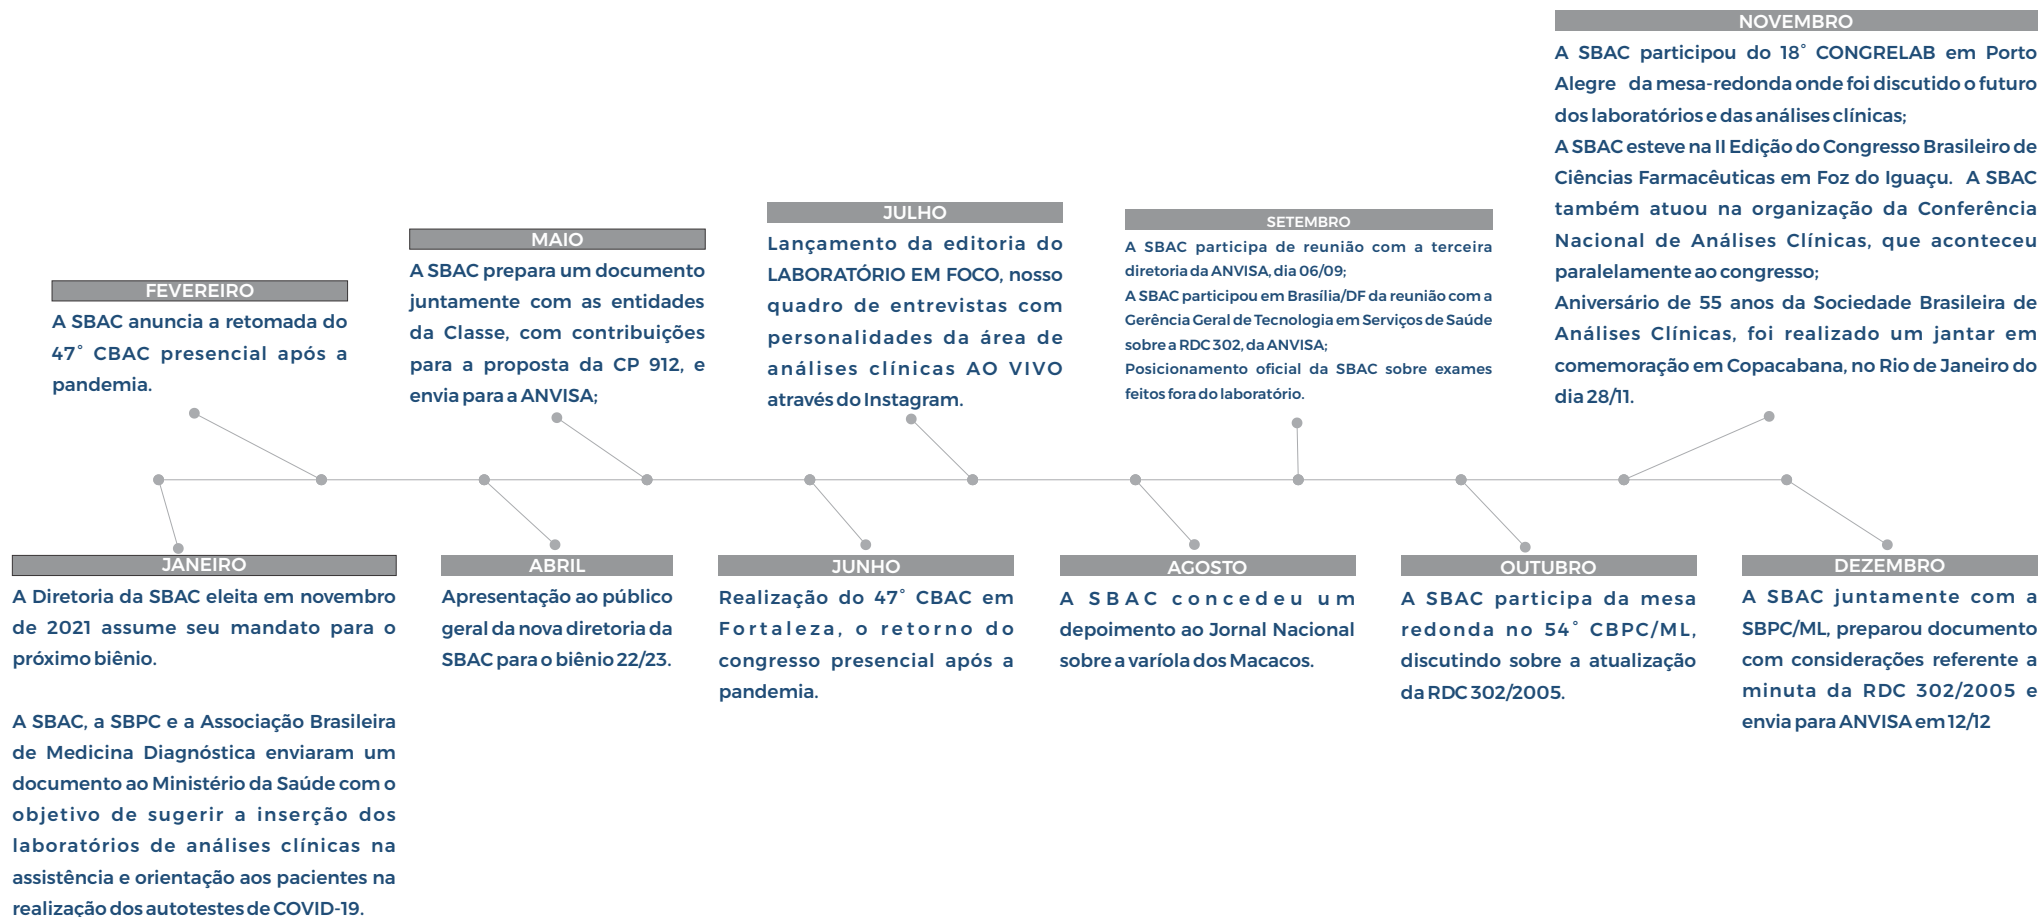 JANEIRO
A Diretoria da SBAC eleita em novembro
de 2021 assume seu mandato para o
próximo biênio.
A SBAC, a SBPC e a Associação Brasileira
de Medicina Diagnóstica enviaram um
documento ao Ministério da Saúde com o
objetivo de sugerir a inserção dos
laboratórios de análises clínicas na
assistência e orientação aos pacientes na
realização dos autotestes de COVID-19.
FEVEREIRO
A SBAC anuncia a retomada do
47° CBAC presencial após a
pandemia.
ABRIL
Apresentação ao público
geral da nova diretoria da
SBAC para o biênio 22/23.
MAIO
A SBAC prepara um documento
juntamente com as entidades
da Classe, com contribuições
para a proposta da CP 912, e
envia para a ANVISA;
JUNHO
Realização do 47° CBAC em
Fortaleza, o retorno do
congresso presencial após a
pandemia.
JULHO
Lançamento da editoria do
LABORATÓRIO EM FOCO, nosso
quadro de entrevistas com
personalidades da área de
análises clínicas AO VIVO
através do Instagram.
AGOSTO
A SBAC concedeu um
depoimento ao Jornal Nacional
sobre a varíola dos Macacos.
SETEMBRO
A SBAC participa de reunião com a terceira
diretoria da ANVISA, dia 06/09;
A SBAC participou em Brasília/DF da reunião com a
Gerência Geral de Tecnologia em Serviços de Saúde
sobre a RDC 302, da ANVISA;
Posicionamento oficial da SBAC sobre exames
feitos fora do laboratório.
OUTUBRO
A SBAC participa da mesa
redonda no 54° CBPC/ML,
discutindo sobre a atualização
da RDC 302/2005.
NOVEMBRO
A SBAC participou do 18° CONGRELAB em Porto
Alegre da mesa-redonda onde foi discutido o futuro
dos laboratórios e das análises clínicas;
A SBAC esteve na II Edição do Congresso Brasileiro de
Ciências Farmacêuticas em Foz do Iguaçu. A SBAC
também atuou na organização da Conferência
Nacional de Análises Clínicas, que aconteceu
paralelamente ao congresso;
Aniversário de 55 anos da Sociedade Brasileira de
Análises Clínicas, foi realizado um jantar em
comemoração em Copacabana, no Rio de Janeiro do
dia 28/11.
DEZEMBRO
A SBAC juntamente com a
SBPC/ML, preparou documento
com considerações referente a
minuta da RDC 302/2005 e
envia para ANVISA em 12/12